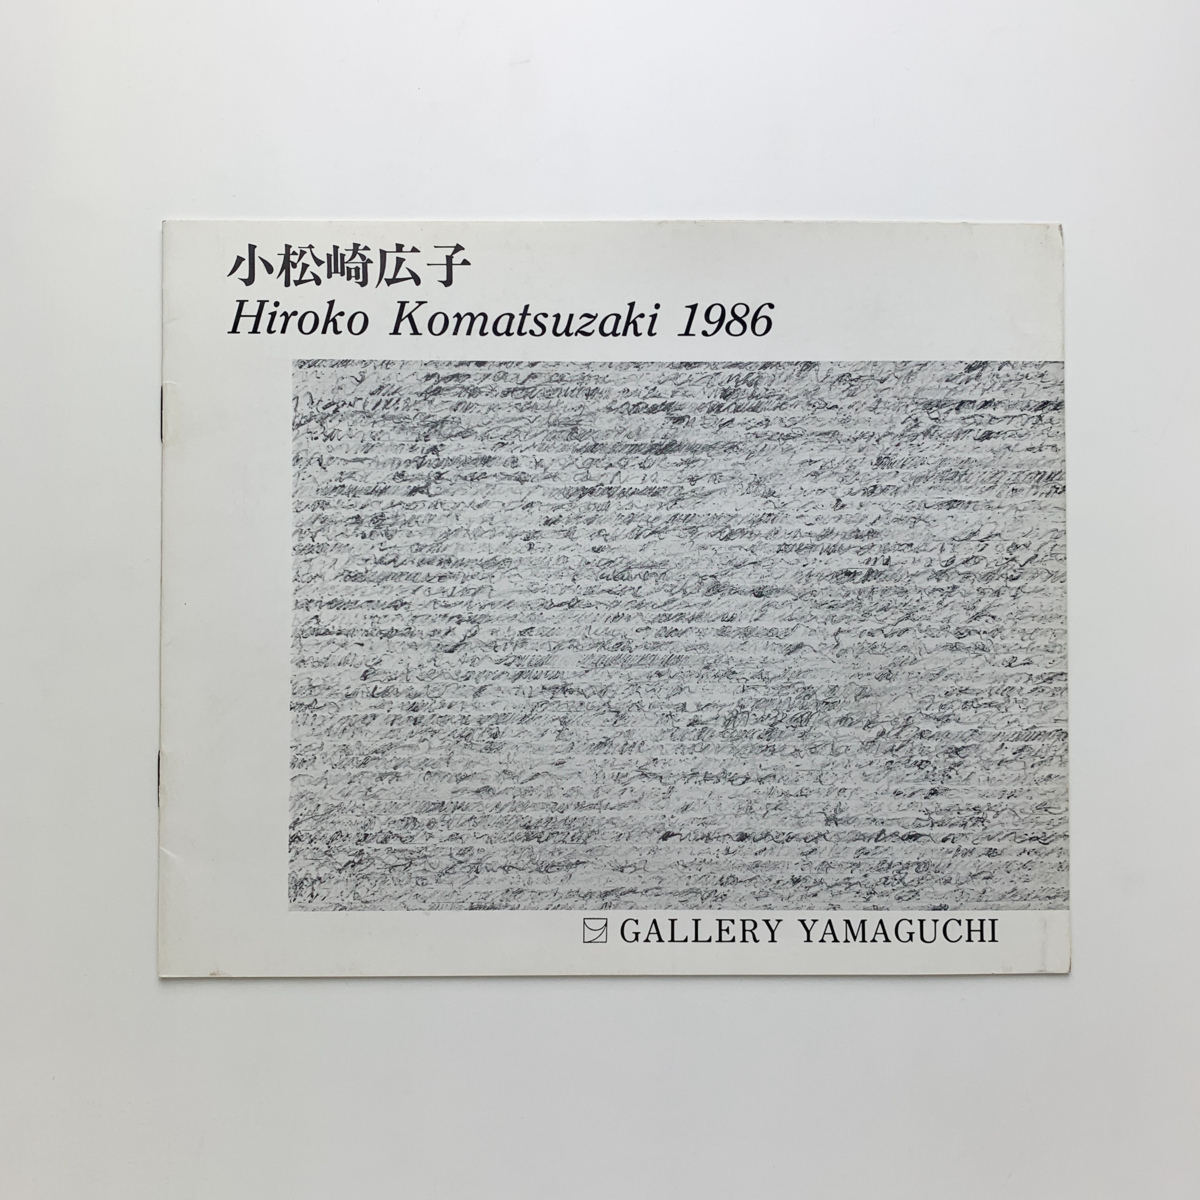 小松崎広子
Hiroko Komatsuzaki 1986
GALLERY YAMAGUCHI